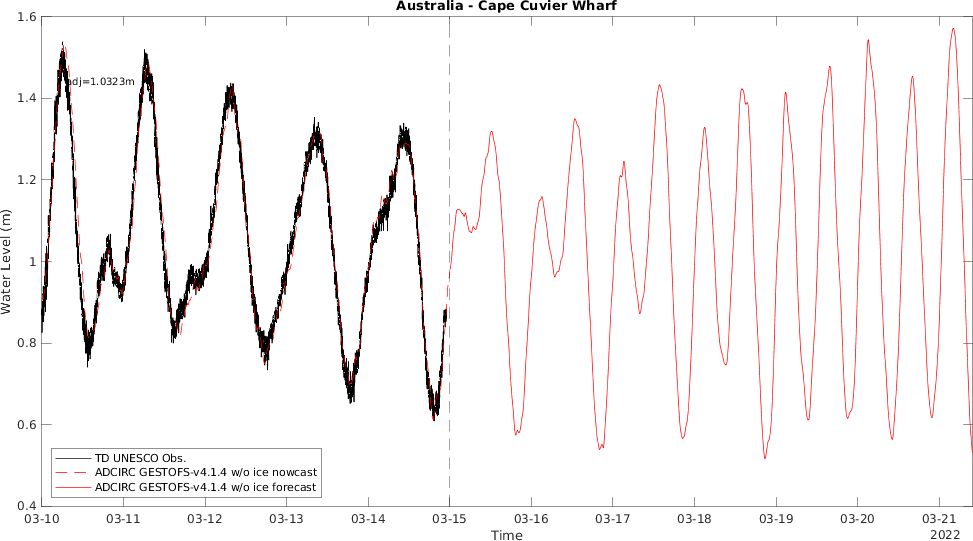 Australia - Cape Cuvier Wharf
1.6
1.4
1.2
1
0.8
0.6
0.4
Water Level (m)
adj=1.0323m
TD UNESCO Obs.
ADCIRC GESTOFS-v4.1.4 w/o ice nowcast
ADCIRC GESTOFS-v4.1.4 w/o ice forecast
03-10 03-11 03-12 03-13 03-14 03-15 03-16 03-17 03-18 03-19 03-20 03-21
Time
2022